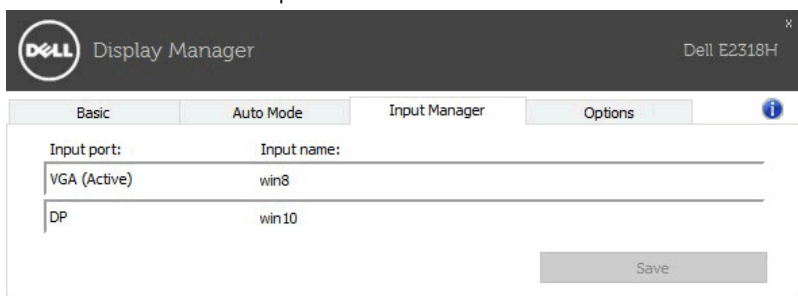 x
DELL Display Manager Dell E2318H
Basic Auto Mode Input Manager Options i
Input port: Input name:
VGA (Active) win8
DP win10
Save